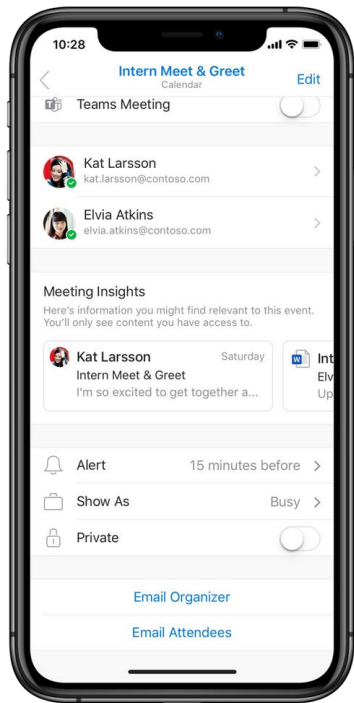 10:28
Intern Meet & Greet
Calendar
Edit
Teams Meeting
Kat Larsson
kat.larsson@contoso.com
Elvia Atkins
elvia.atkins@contoso.com
Meeting Insights
Here's information you might find relevant to this event.
You'll only see content you have access to.
Kat Larsson Saturday
Intern Meet & Greet
I'm so excited to get together a...
W
Int
Elv
Up
Alert 15 minutes before
Show As Busy
Private
Email Organizer
Email Attendees